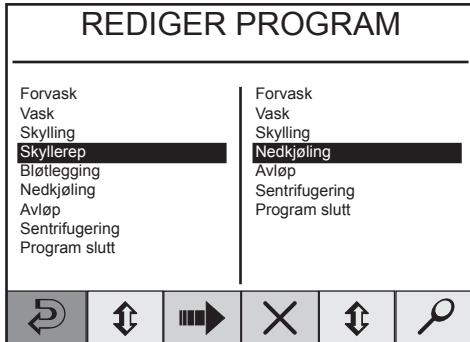 REDIGER PROGRAM
Forvask
Vask
Skylling
Skyllerep
Bløtlegging
Nedkjøling
Avløp
Sentrifugering
Program slutt
Forvask
Vask
Skylling
Nedkjøling
Avløp
Sentrifugering
Program slutt